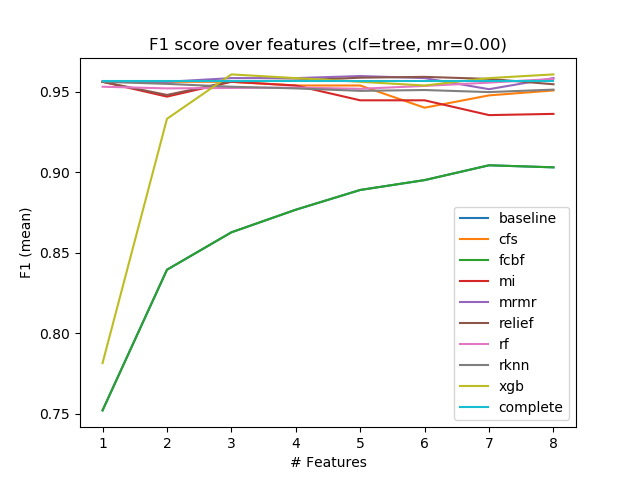 F1 score over features (clf=tree, mr=0.00)
F1 (mean)
0.95
0.90
0.85
0.80
0.75
baseline
cfs
fcbf
mi
mrmr
relief
rf
rknn
xgb
complete
1 2 3 4 5 6 7 8
# Features